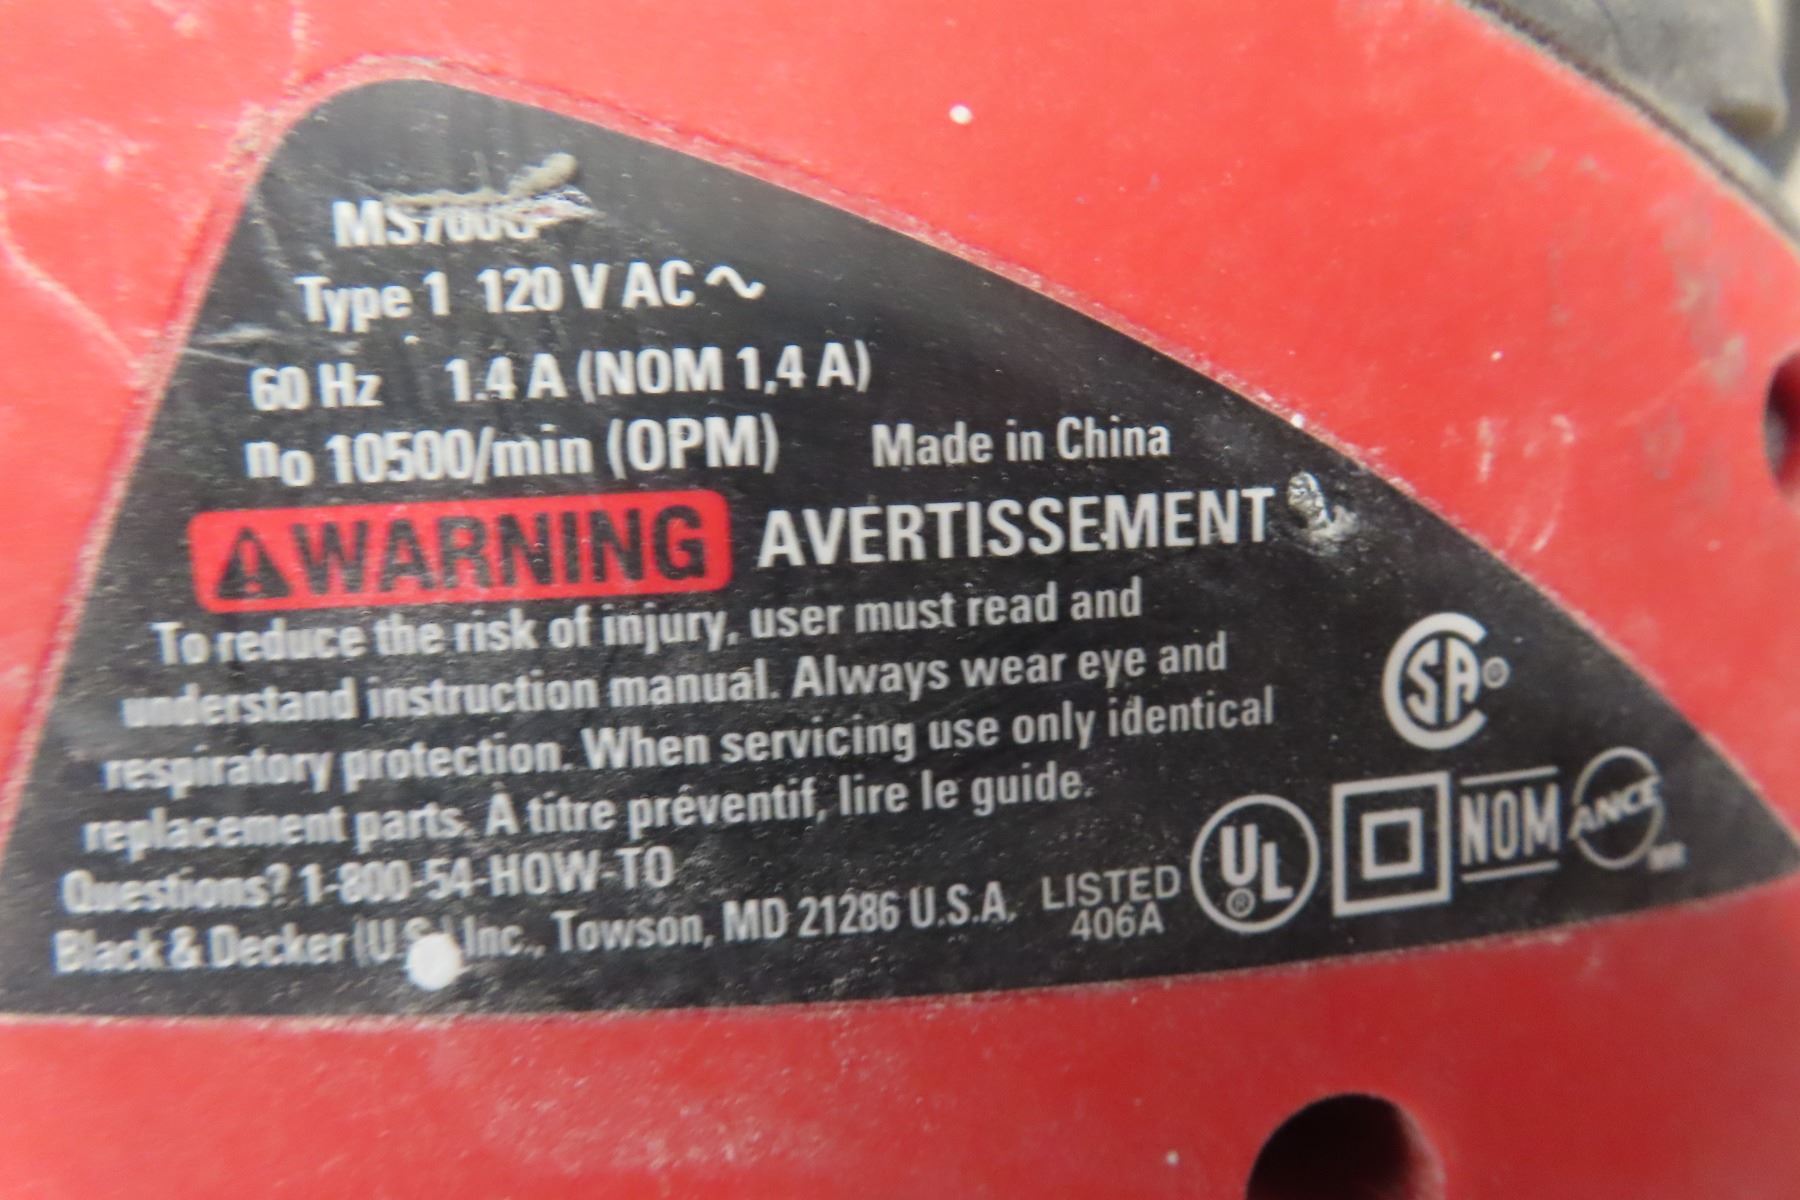 Type 1 120 V AC ~
60 Hz 1.4 A (NOM 1,4 A)
no 10500/min (OPM) Made in China
WARNING AVERTISSEMENT
To reduce the risk of injury, user must read and
understand instruction manual. Always wear eye and
respiratory protection. When servicing use only identical
replacement parts. À titre préventif, lire le guide.
Questions? 1-800-54-HOW-TO
Black & Decker (U.S.) Inc., Towson, MD 21286 U.S.A.
LISTED
406A
UL®
SA®
NOM
ANCE